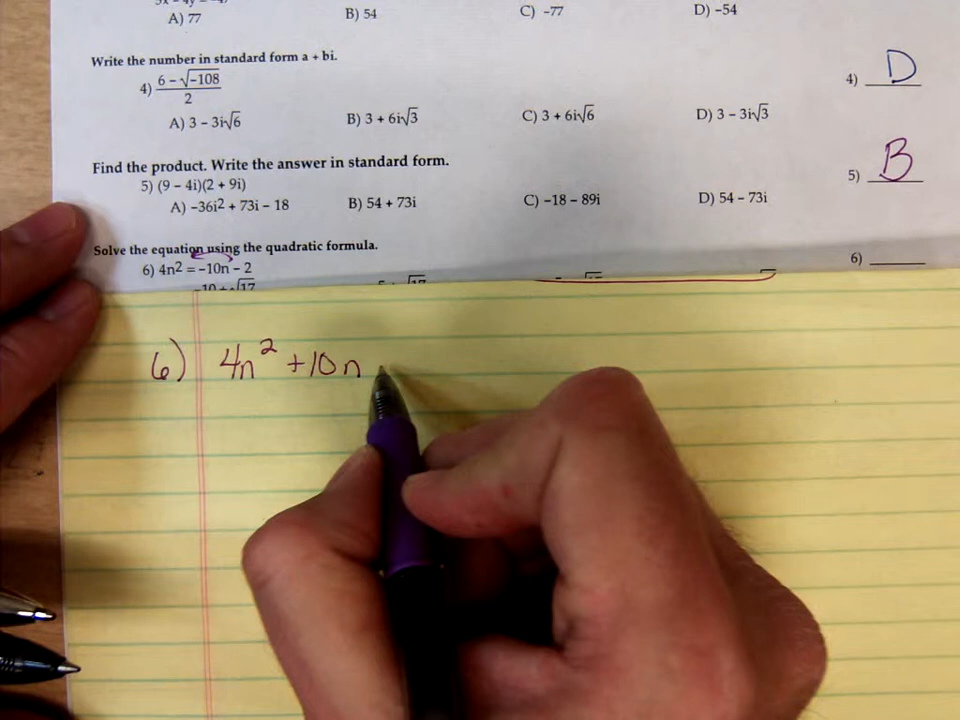 A) 77 B) 54 C) -77 D) -54
Write the number in standard form a + bi.
4) 6 - √-108 / 2
4) D
A) 3 - 3i√6 B) 3 + 6i√3 C) 3 + 6i√6 D) 3 - 3i√3
Find the product. Write the answer in standard form.
5) (9 - 4i)(2 + 9i)
5) B
A) -36i2 + 73i - 18 B) 54 + 73i C) -18 - 89i D) 54 - 73i
Solve the equation using the quadratic formula.
6) 4n2 = -10n - 2
6)
6) 4n² + 10n